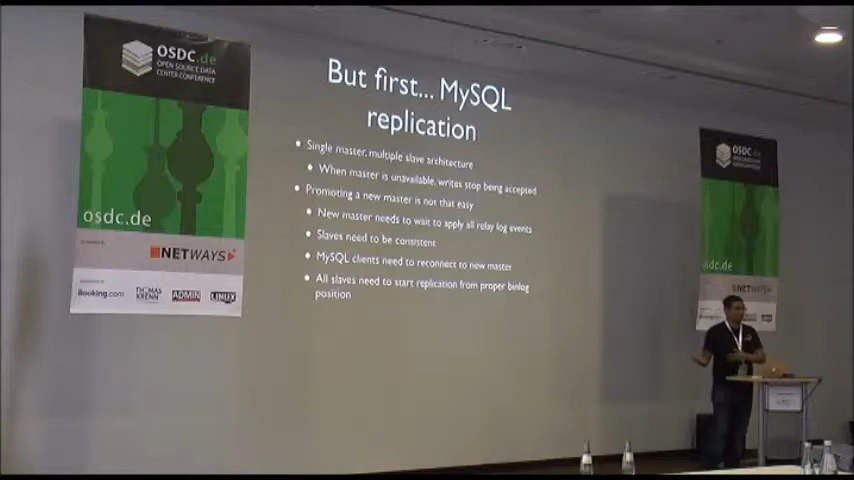 OSDC.de
OPEN SOURCE DATA
CENTER CONFERENCE
osdc.de
NETWAYS
Booking.com
THOMAS
KRENN
ADMIN
LINUX
But first... MySQL
replication
• Single master, multiple slave architecture
• When master is unavailable, writes stop being accepted
• Promoting a new master is not that easy
• New master needs to wait to apply all relay log events
• Slaves need to be consistent
• MySQL clients need to reconnect to new master
• All slaves need to start replication from proper binlog
position
OSDC.de
osdc.de
NETWAYS